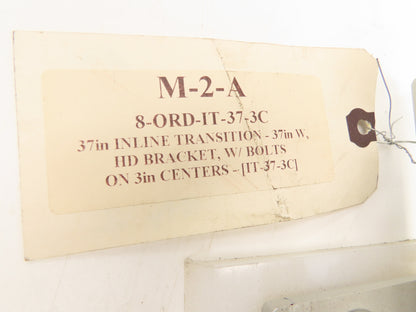 M-2-A
8-ORD-IT-37-3C
37in INLINE TRANSITION - 37in W,
HD BRACKET, W/ BOLTS
ON 3in CENTERS - [IT-37-3C]